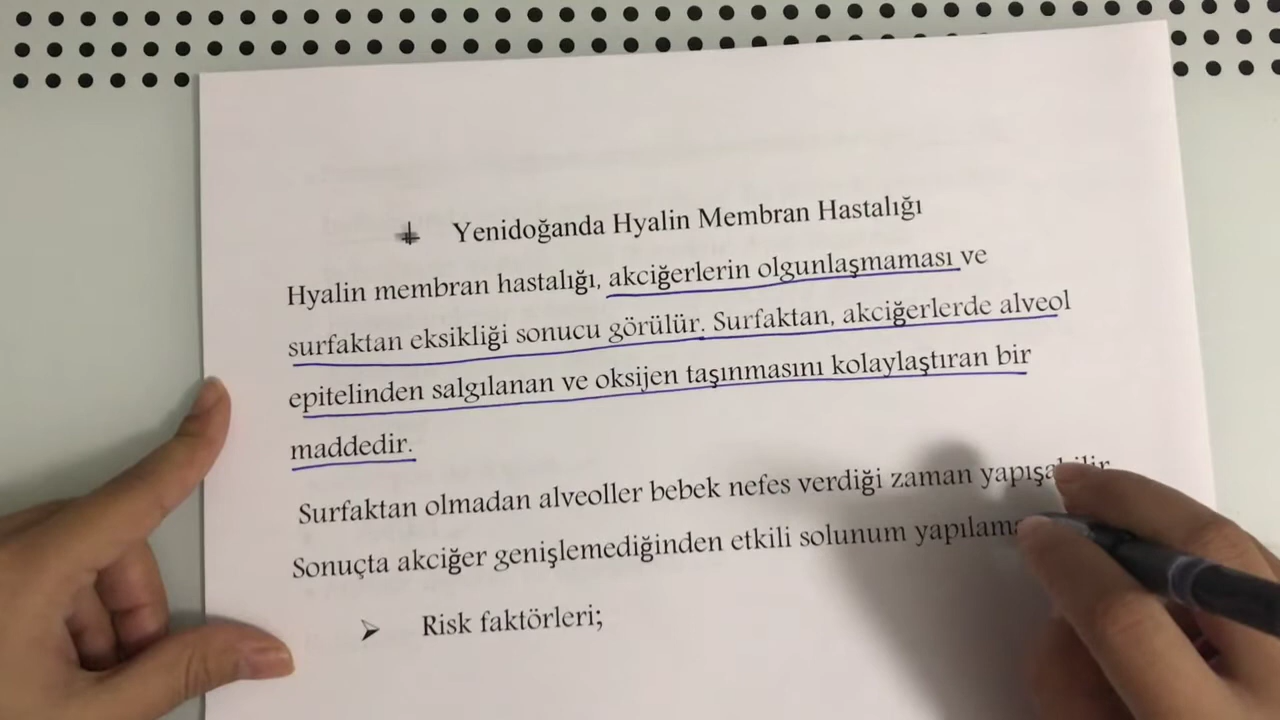 Yenidoğanda Hyalin Membran Hastalığı
Hyalin membran hastalığı, akciğerlerin olgunlaşmaması ve
surfaktan eksikliği sonucu görülür. Surfaktan, akciğerlerde alveol
epitelinden salgılanan ve oksijen taşınmasını kolaylaştıran bir
maddedir.
Surfaktan olmadan alveoller bebek nefes verdiği zaman
Sonuçta akciğer genişlemediğinden etkili solunum
Risk faktörleri;